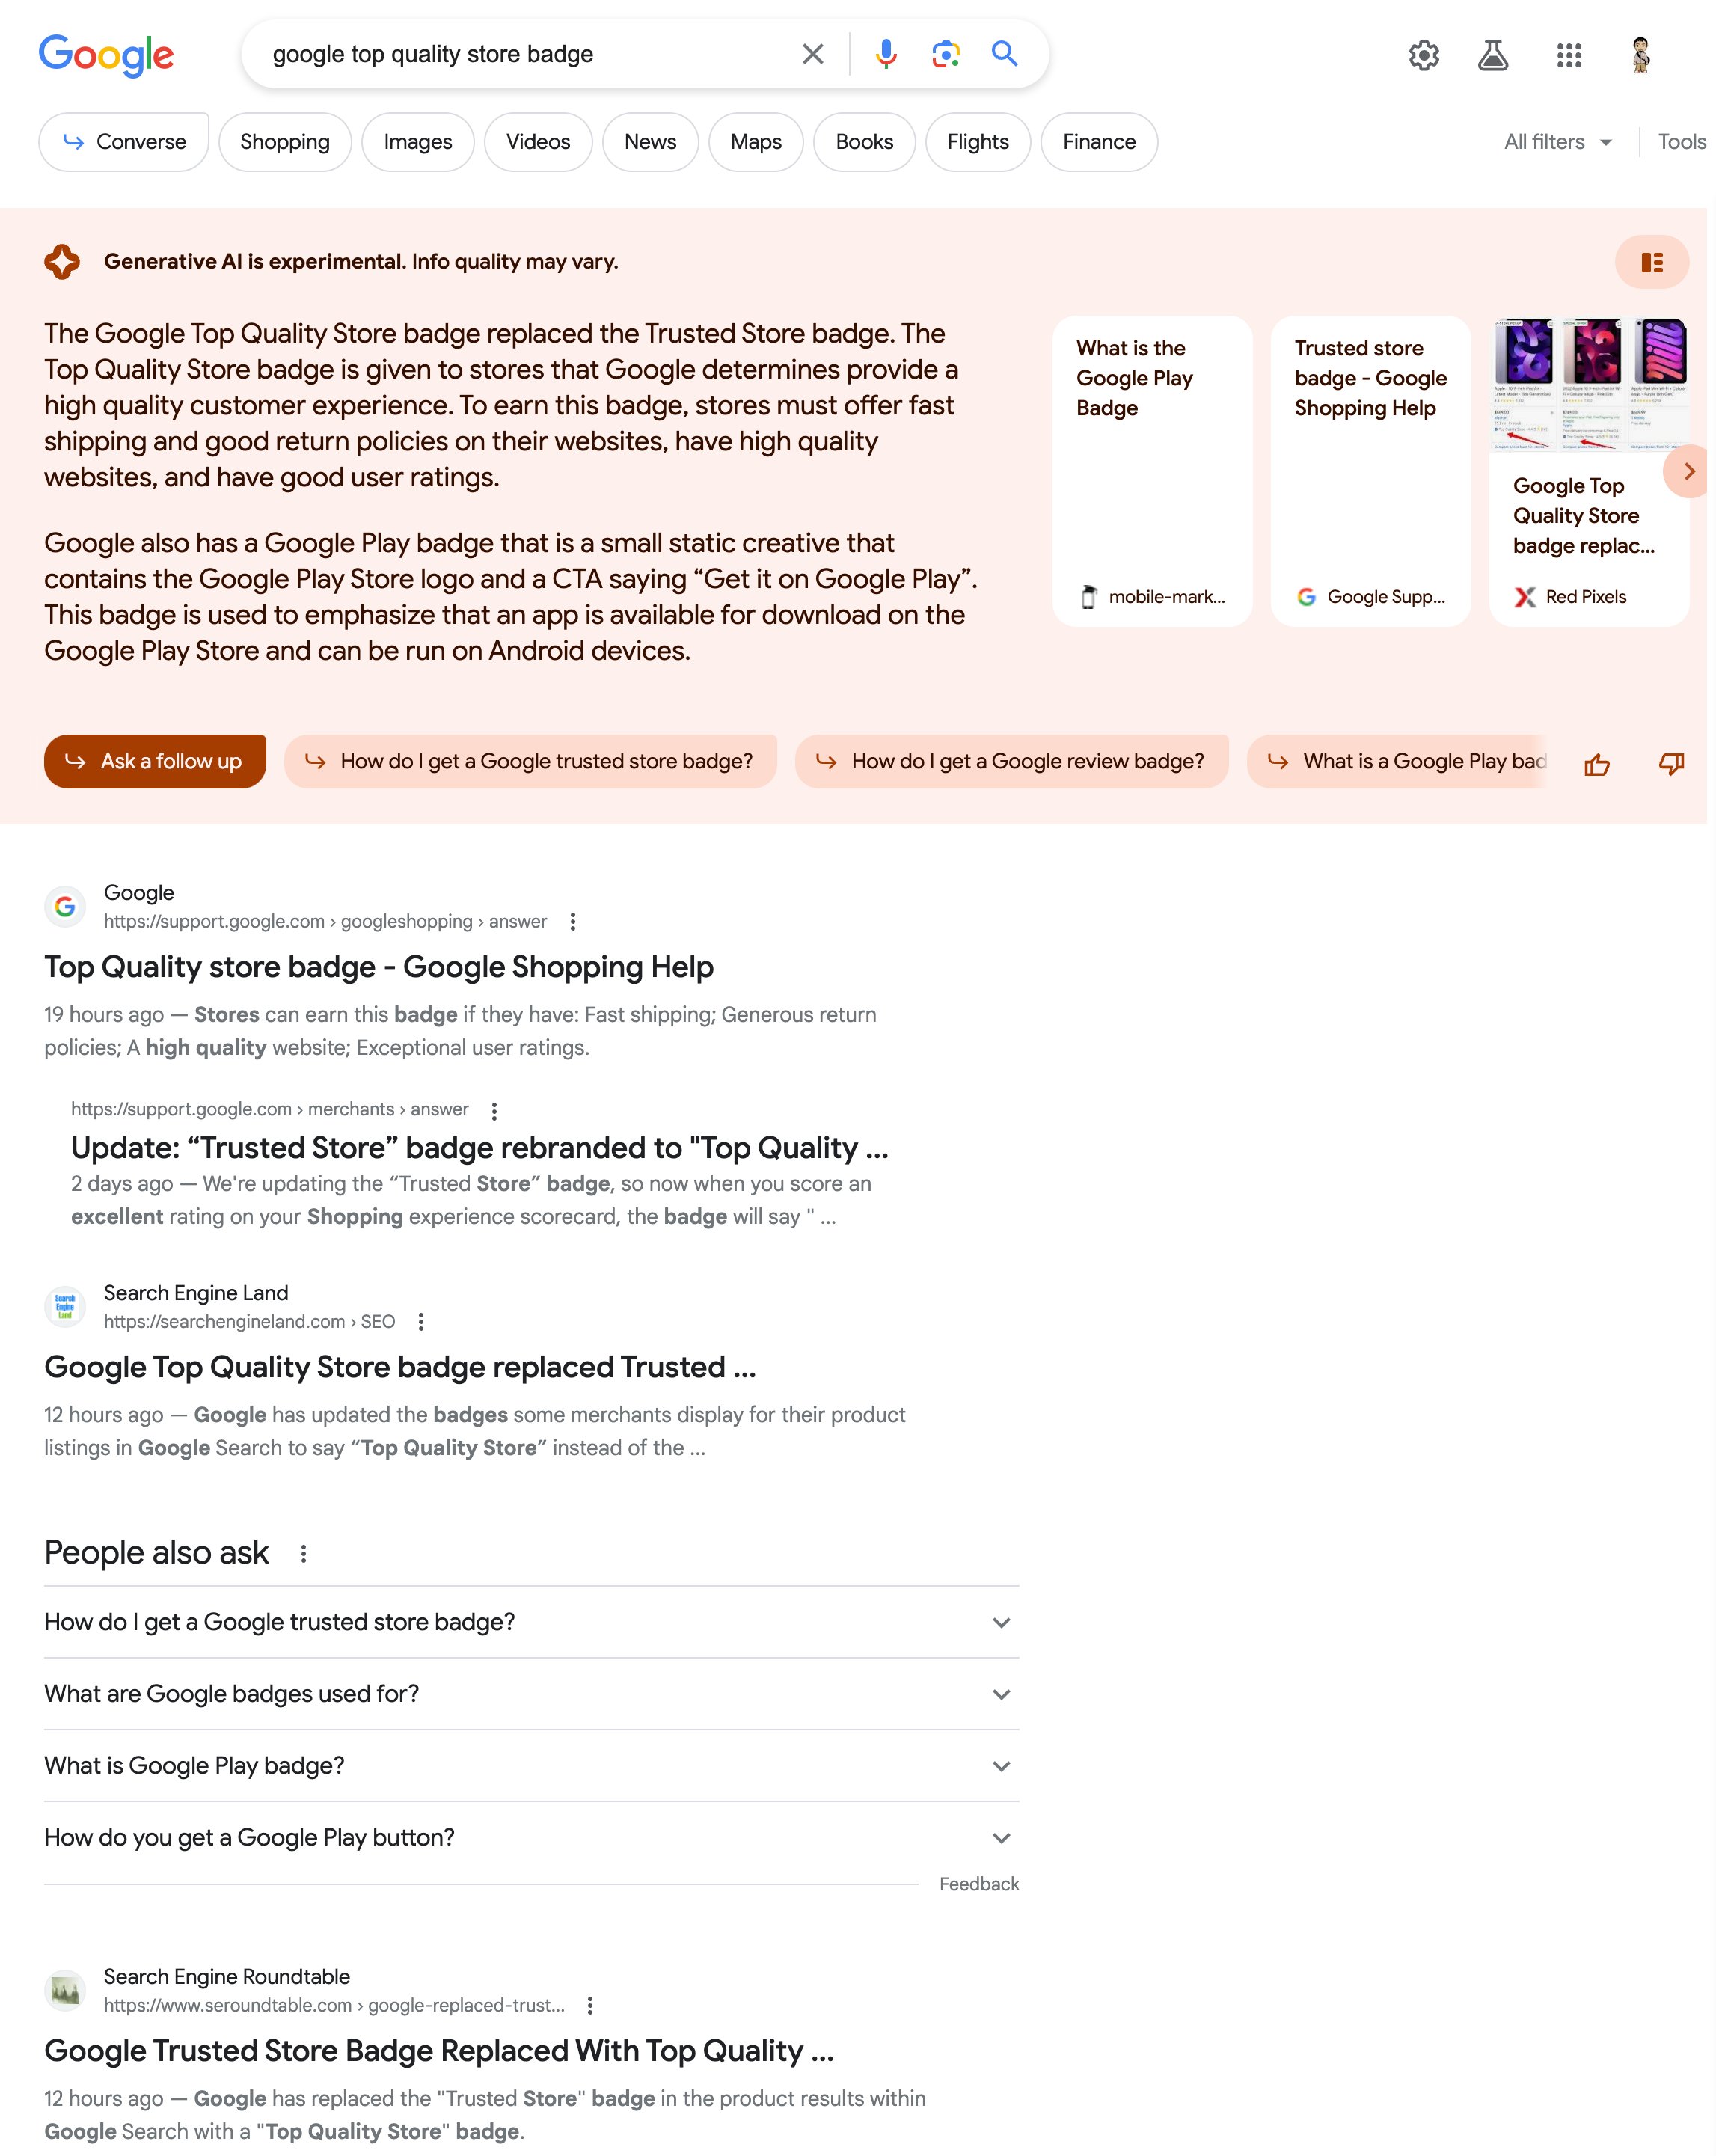 Google
google top quality store badge
Converse
Shopping
Images
Videos
News
Maps
Books
Flights
Finance
All filters
Tools
Generative AI is experimental. Info quality may vary.
The Google Top Quality Store badge replaced the Trusted Store badge. The
Top Quality Store badge is given to stores that Google determines provide a
high quality customer experience. To earn this badge, stores must offer fast
shipping and good return policies on their websites, have high quality
websites, and have good user ratings.
Google also has a Google Play badge that is a small static creative that
contains the Google Play Store logo and a CTA saying “Get it on Google Play”.
This badge is used to emphasize that an app is available for download on the
Google Play Store and can be run on Android devices.
What is the
Google Play
Badge
mobile-mark...
Trusted store
badge - Google
Shopping Help
Google Supp...
Google Top
Quality Store
badge replac...
Red Pixels
Ask a follow up
How do I get a Google trusted store badge?
How do I get a Google review badge?
What is a Google Play bad
Google
https://support.google.com › googleshopping › answer
Top Quality store badge - Google Shopping Help
19 hours ago — Stores can earn this badge if they have: Fast shipping; Generous return
policies; A high quality website; Exceptional user ratings.
https://support.google.com › merchants › answer
Update: “Trusted Store” badge rebranded to "Top Quality ...
2 days ago — We're updating the “Trusted Store” badge, so now when you score an
excellent rating on your Shopping experience scorecard, the badge will say " ...
Search Engine Land
Search Engine Land
https://searchengineland.com › SEO
Google Top Quality Store badge replaced Trusted ...
12 hours ago — Google has updated the badges some merchants display for their product
listings in Google Search to say “Top Quality Store” instead of the ...
People also ask
How do I get a Google trusted store badge?
What are Google badges used for?
What is Google Play badge?
How do you get a Google Play button?
Feedback
Search Engine Roundtable
https://www.seroundtable.com › google-replaced-trust...
Google Trusted Store Badge Replaced With Top Quality ...
12 hours ago — Google has replaced the "Trusted Store" badge in the product results within
Google Search with a "Top Quality Store" badge.